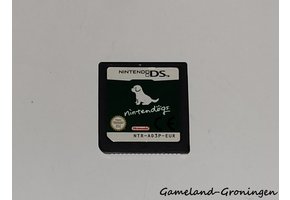 NINTENDO DS
nintendogs
Nintendo
NTR-AD3P-EUR
Gameland-Groningen